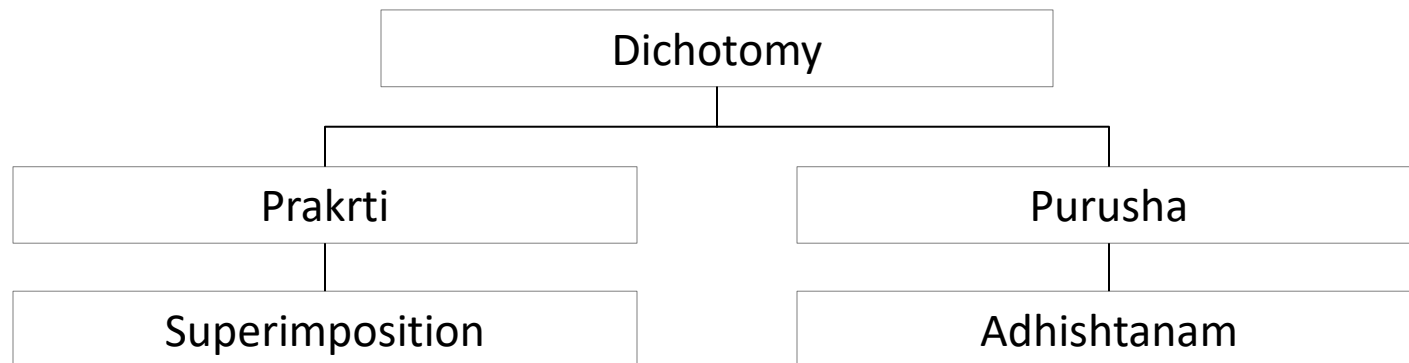 Dichotomy
Prakrti
Purusha
Superimposition
Adhishtanam